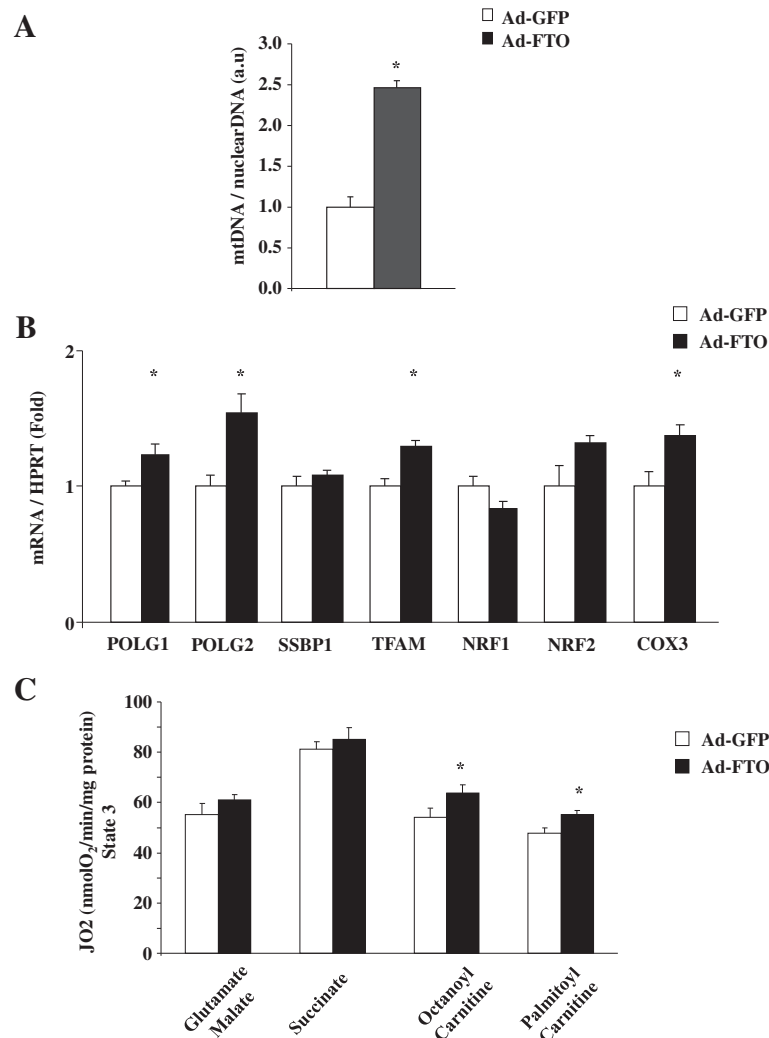 A
Ad-GFP
Ad-FTO
mtDNA / nuclearDNA (a.u)
3.0
2.5
2.0
1.5
1.0
0.5
0.0
*
B
Ad-GFP
Ad-FTO
mRNA / HPRT (Fold)
2
1
0
* * * *
POLG1 POLG2 SSBP1 TFAM NRF1 NRF2 COX3
C
Ad-GFP
Ad-FTO
JO2 (nmolO₂/min/mg protein)
State 3
100
80
60
40
20
0
* *
Glutamate
Malate
Succinate
Octanoyl
Carnitine
Palmitoyl
Carnitine